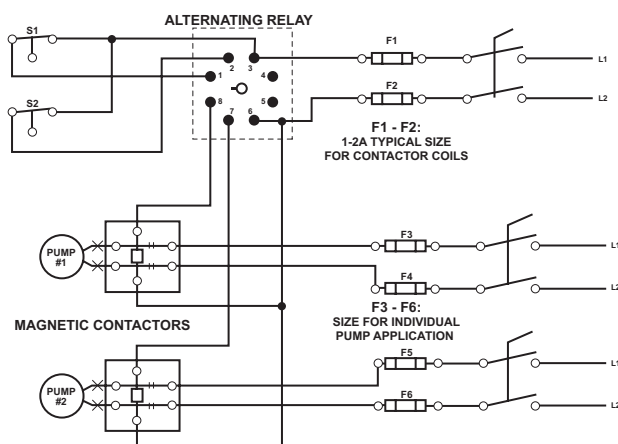 ALTERNATING RELAY
S1
S2
2
3
1
4
8
5
7
6
F1
L1
F2
L2
F1 - F2:
1-2A TYPICAL SIZE
FOR CONTACTOR COILS
PUMP
#1
F3
L1
F4
L2
F3 - F6:
SIZE FOR INDIVIDUAL
PUMP APPLICATION
MAGNETIC CONTACTORS
PUMP
#2
F5
L1
F6
L2